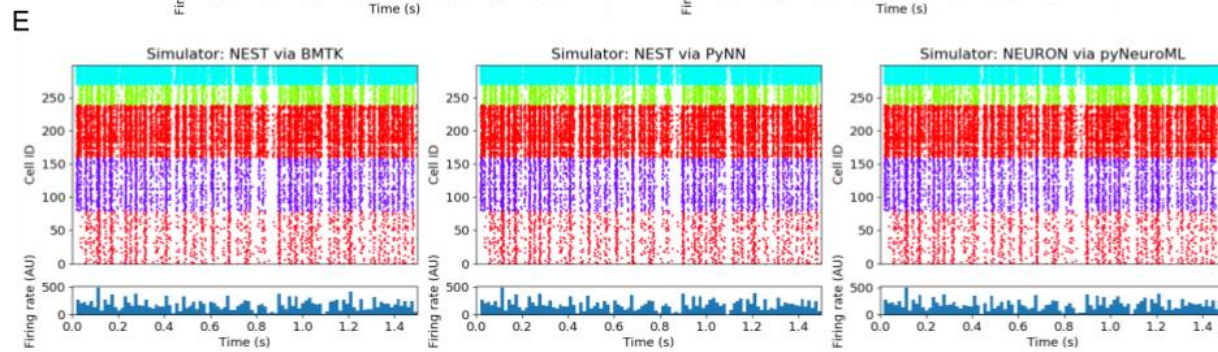 Fir
Time (s)
Fir
Time (s)
E
Simulator: NEST via BMTK
Simulator: NEST via PyNN
Simulator: NEURON via pyNeuroML
250
200
150
100
50
0
Cell ID
250
200
150
100
50
0
Cell ID
250
200
150
100
50
0
Cell ID
500
0
Firing rate (AU)
500
0
Firing rate (AU)
500
0
Firing rate (AU)
0.0 0.2 0.4 0.6 0.8 1.0 1.2 1.4
0.0 0.2 0.4 0.6 0.8 1.0 1.2 1.4
0.0 0.2 0.4 0.6 0.8 1.0 1.2 1.4
Time (s)
Time (s)
Time (s)